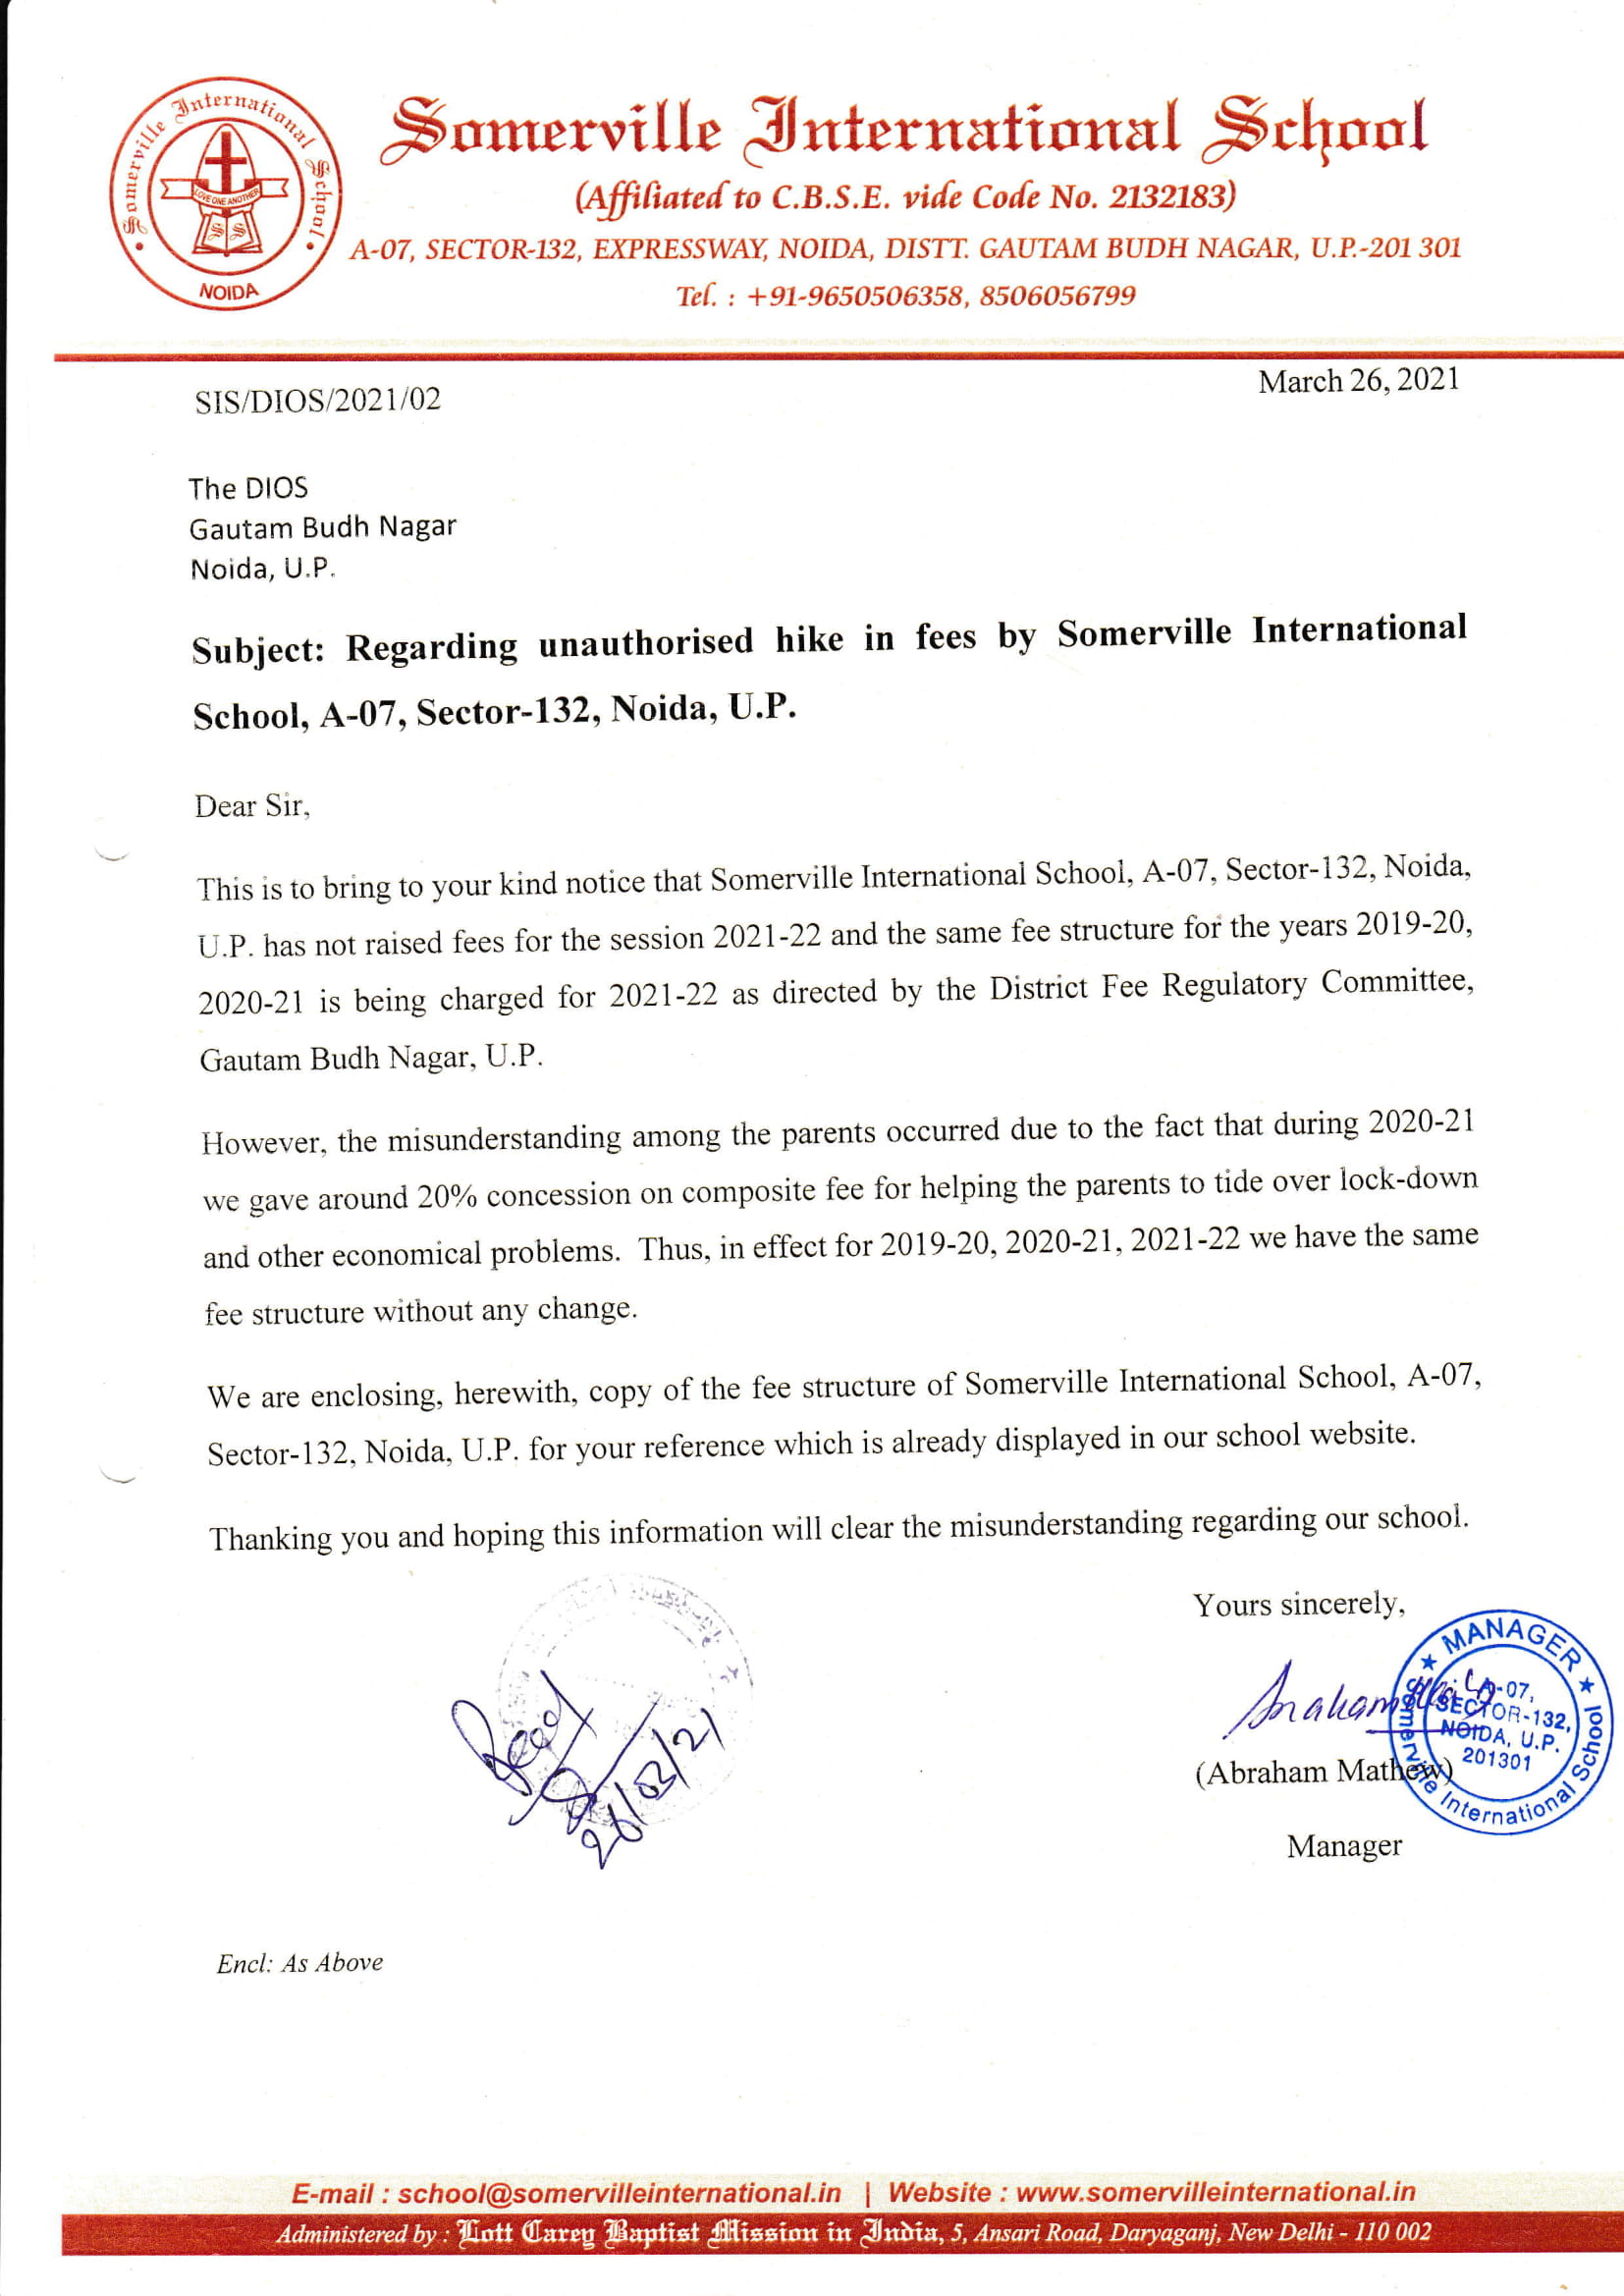 Somerville International School
NOIDA
LOVE ONE ANOTHER
S S
Somerville International School
(Affiliated to C.B.S.E. vide Code No. 2132183)
A-07, SECTOR-132, EXPRESSWAY, NOIDA, DISTT. GAUTAM BUDH NAGAR, U.P.-201 301
Tel. : +91-9650506358, 8506056799
SIS/DIOS/2021/02
March 26, 2021
The DIOS
Gautam Budh Nagar
Noida, U.P.
Subject: Regarding unauthorised hike in fees by Somerville International
School, A-07, Sector-132, Noida, U.P.
Dear Sir,
This is to bring to your kind notice that Somerville International School, A-07, Sector-132, Noida,
U.P. has not raised fees for the session 2021-22 and the same fee structure for the years 2019-20,
2020-21 is being charged for 2021-22 as directed by the District Fee Regulatory Committee,
Gautam Budh Nagar, U.P.
However, the misunderstanding among the parents occurred due to the fact that during 2020-21
we gave around 20% concession on composite fee for helping the parents to tide over lock-down
and other economical problems. Thus, in effect for 2019-20, 2020-21, 2021-22 we have the same
fee structure without any change.
We are enclosing, herewith, copy of the fee structure of Somerville International School, A-07,
Sector-132, Noida, U.P. for your reference which is already displayed in our school website.
Thanking you and hoping this information will clear the misunderstanding regarding our school.
Yours sincerely,
MANAGER
A-07,
SECTOR-132,
NOIDA, U.P.
201301
Somerville International School
26/03/21
(Abraham Mathew)
Manager
Encl: As Above
E-mail : school@somervilleinternational.in | Website : www.somervilleinternational.in
Administered by : Lott Carey Baptist Mission in India, 5, Ansari Road, Daryaganj, New Delhi - 110 002